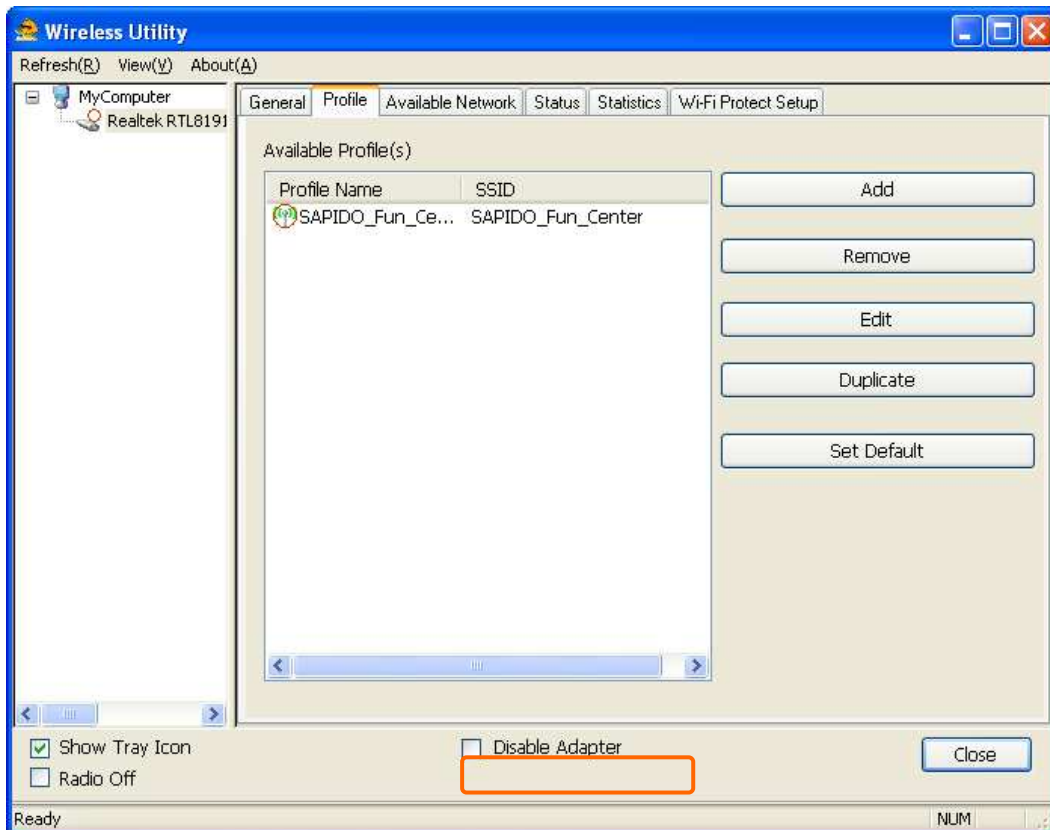 Wireless Utility
Refresh(R) View(V) About(A)
MyComputer
Realtek RTL8191
General Profile Available Network Status Statistics Wi-Fi Protect Setup
Available Profile(s)
Profile Name SSID
SAPIDO_Fun_Ce... SAPIDO_Fun_Center
Add
Remove
Edit
Duplicate
Set Default
Show Tray Icon
Radio Off
Disable Adapter
Close
Ready NUM